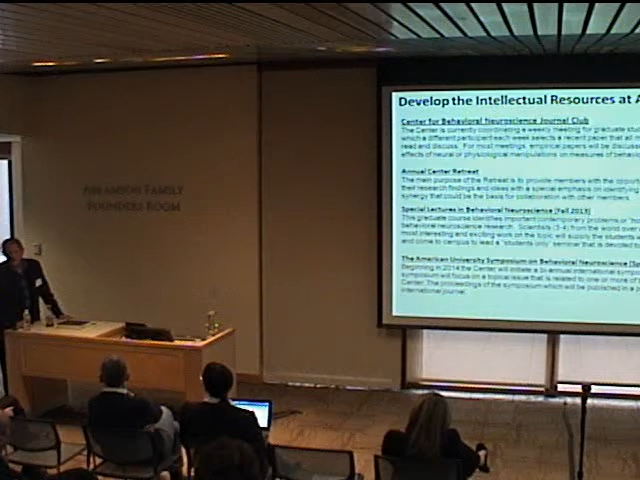 Abramson Family
Founders Room
Develop the Intellectual Resources at A
Center for Behavioral Neuroscience Journal Club
The Center is currently coordinating a weekly meeting for graduate stu
which a different participant each week selects a recent paper that all m
read and discuss. For most meetings, empirical papers will be discuss
effects of neural or physiological manipulations on measures of behavio
Annual Center Retreat
The main purpose of the Retreat is to provide members with the opport
their research findings and ideas with a special emphasis on identifying
synergy that could be the basis for collaboration with other members.
Special Lectures in Behavioral Neuroscience (Fall 2013)
This graduate course identifies important contemporary problems or "ho
behavioral neuroscience research. Scientists (3-4) from the world over
most interesting and exciting work on the topic will supply the students w
and come to campus to lead a "students only" seminar that is devoted t
The American University Symposium on Behavioral Neuroscience (Sp
Beginning in 2014 the Center will initiate a bi-annual international symp
symposium will focus on a topical issue that is related to one or more of t
Center. The proceedings of the symposium which will be published in a p
international journal.